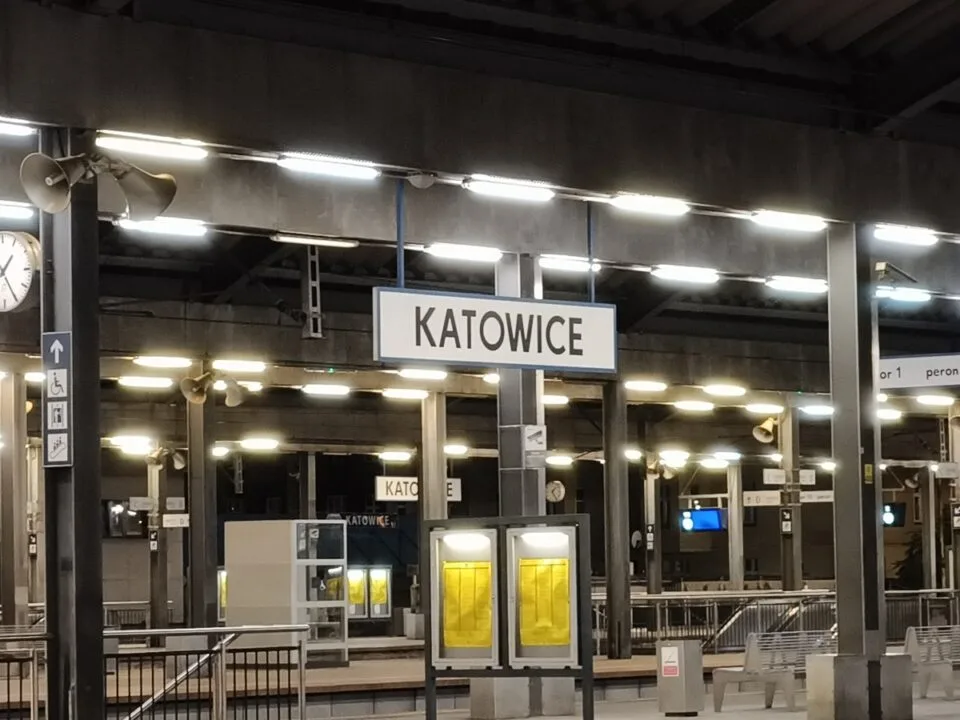 KATOWICE
or 1 peron
KATO
KATOWICE